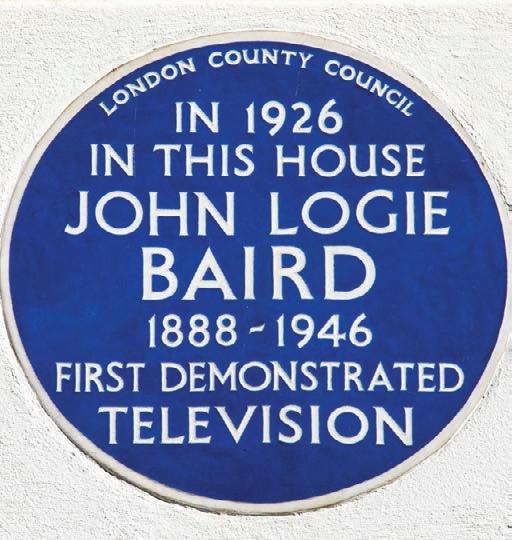 LONDON COUNTY COUNCIL
IN 1926
IN THIS HOUSE
JOHN LOGIE
BAIRD
1888-1946
FIRST DEMONSTRATED
TELEVISION